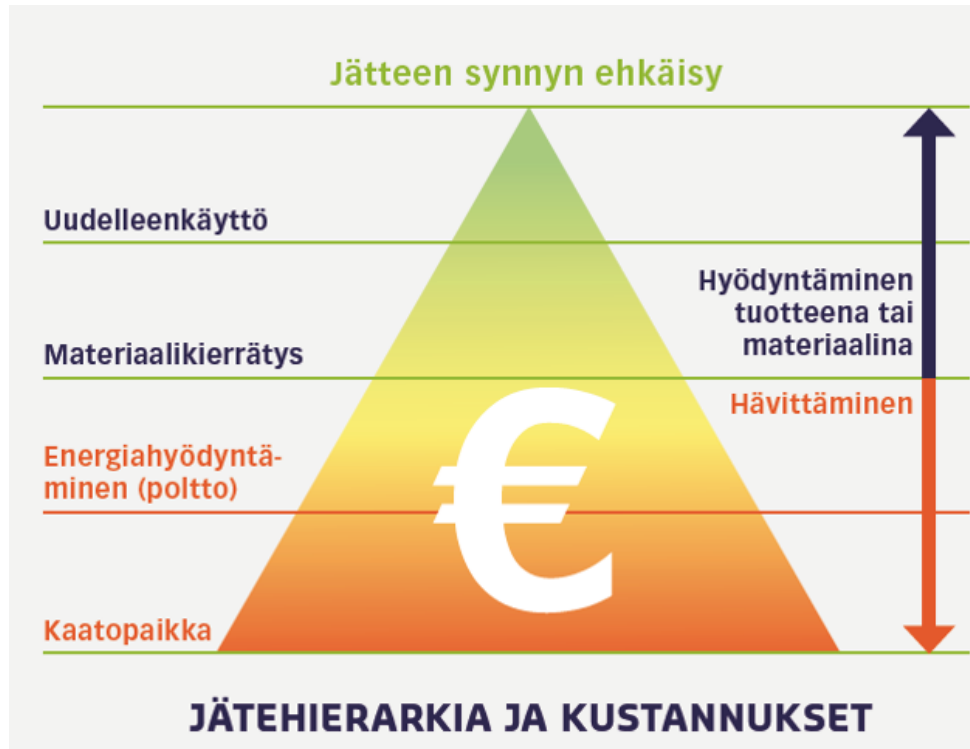 Jätteen synnyn ehkäisy
Uudelleenkäyttö
Hyödyntäminen
tuotteena tai
materiaalina
Materiaalikierrätys
Hävittäminen
Energiahyödyntä-
minen (poltto)
€
Kaatopaikka
JÄTEHIERARKIA JA KUSTANNUKSET